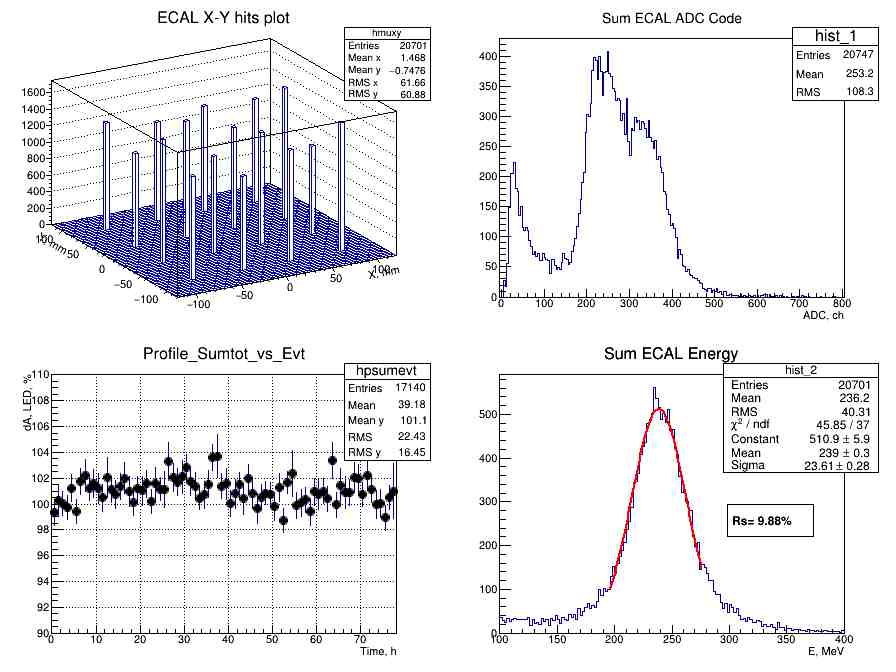 ECAL X-Y hits plot
hmuxy
Entries 20701
Mean x 1.468
Mean y −0.7476
RMS x 61.66
RMS y 60.88
1600
1400
1200
1000
800
600
400
200
0
100
50
0
−50
−100
−100
−50
0
50
100
X, mm
Sum ECAL ADC Code
hist_1
Entries 20747
Mean 253.2
RMS 108.3
400
350
300
250
200
150
100
50
0
0 100 200 300 400 500 600 700 800
ADC, ch
Profile_Sumtot_vs_Evt
hpsumevt
Entries 17140
Mean 39.18
Mean y 101.1
RMS 22.43
RMS y 16.45
dA, LED, %
110
108
106
104
102
100
98
96
94
92
90
0 10 20 30 40 50 60 70
Time, h
Sum ECAL Energy
hist_2
Entries 20701
Mean 236.2
RMS 40.31
χ² / ndf 45.85 / 37
Constant 510.9 ± 5.9
Mean 239 ± 0.3
Sigma 23.61 ± 0.28
Rs= 9.88%
500
400
300
200
100
0
100 150 200 250 300 350 400
E, MeV